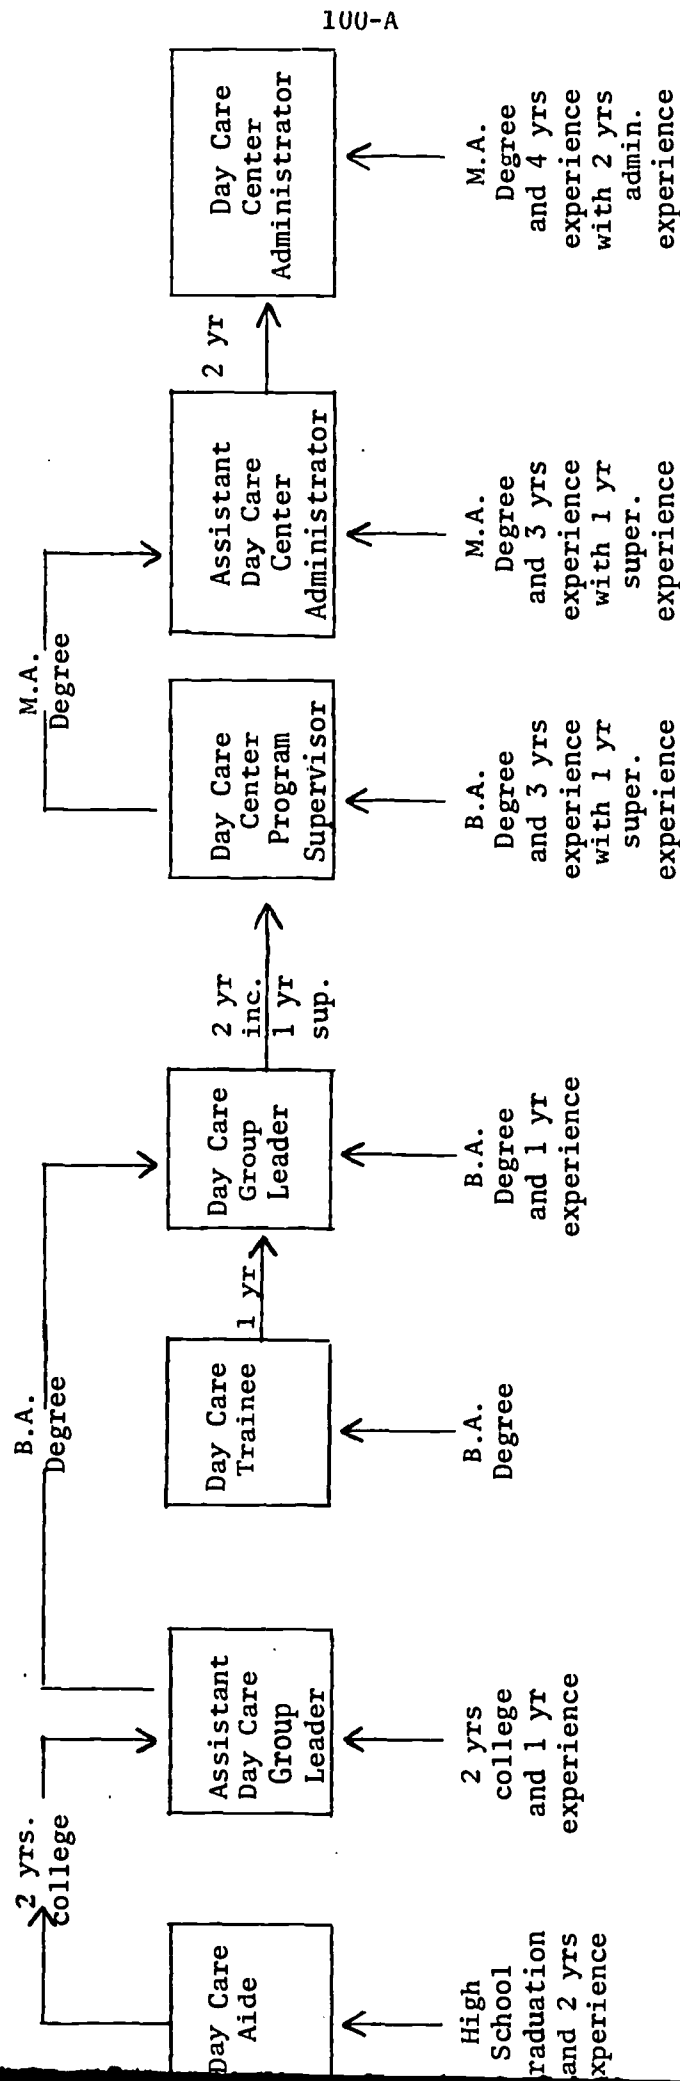 100-A
2 yrs.
college
B.A.
Degree
M.A.
Degree
Day Care
Aide
Assistant
Day Care
Group
Leader
Day Care
Trainee
1 yr
Day Care
Group
Leader
2 yr
inc.
1 yr
sup.
Day Care
Center
Program
Supervisor
Assistant
Day Care
Center
Administrator
2 yr
Day Care
Center
Administrator
High
School
raduation
and 2 yrs
xperience
2 yrs
college
and 1 yr
experience
B.A.
Degree
B.A.
Degree
and 1 yr
experience
B.A.
Degree
and 3 yrs
experience
with 1 yr
super.
experience
M.A.
Degree
and 3 yrs
experience
with 1 yr
super.
experience
M.A.
Degree
and 4 yrs
experience
with 2 yrs
admin.
experience